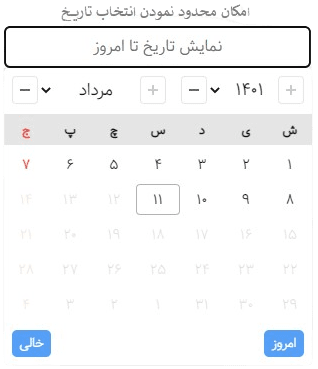 امکان محدود نمودن انتخاب تاریخ
نمایش تاریخ تا امروز
+ ۱۴۰۱ − + مرداد −
ش ی د س چ پ ج
۱ ۲ ۳ ۴ ۵ ۶ ۷
۸ ۹ ۱۰ ۱۱ ۱۲ ۱۳ ۱۴
۱۵ ۱۶ ۱۷ ۱۸ ۱۹ ۲۰ ۲۱
۲۲ ۲۳ ۲۴ ۲۵ ۲۶ ۲۷ ۲۸
۲۹ ۳۰ ۳۱ ۱ ۲ ۳ ۴
امروز خالی